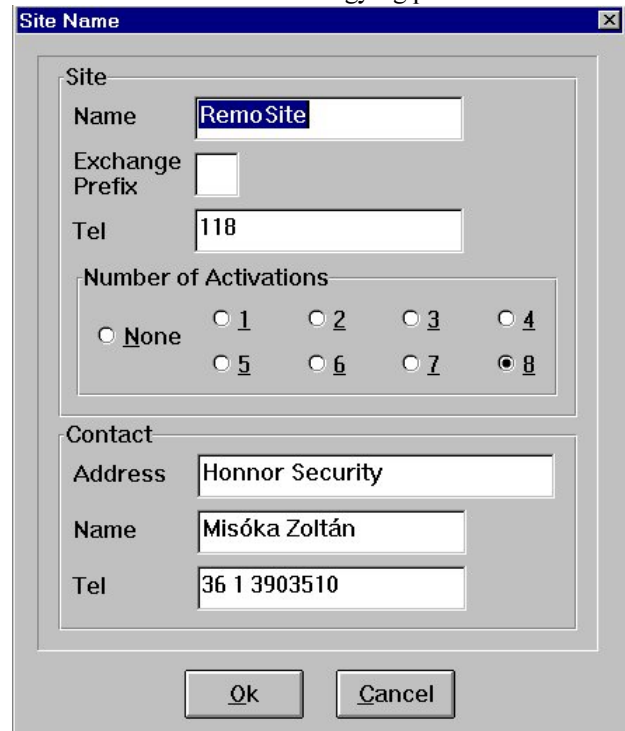 Site Name
Site
Name RemoSite
Exchange
Prefix
Tel 118
Number of Activations
None 1 2 3 4
5 6 7 8
Contact
Address Honnor Security
Name Misóka Zoltán
Tel 36 1 3903510
Ok Cancel